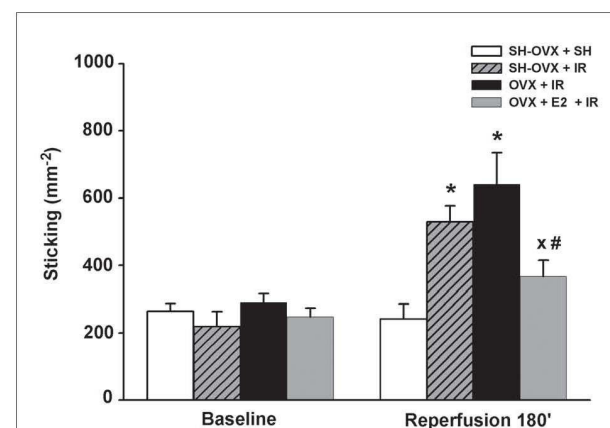 SH-OVX + SH
SH-OVX + IR
OVX + IR
OVX + E2 + IR
Sticking (mm-2)
1000
800
600
400
200
0
*
*
x #
Baseline
Reperfusion 180'